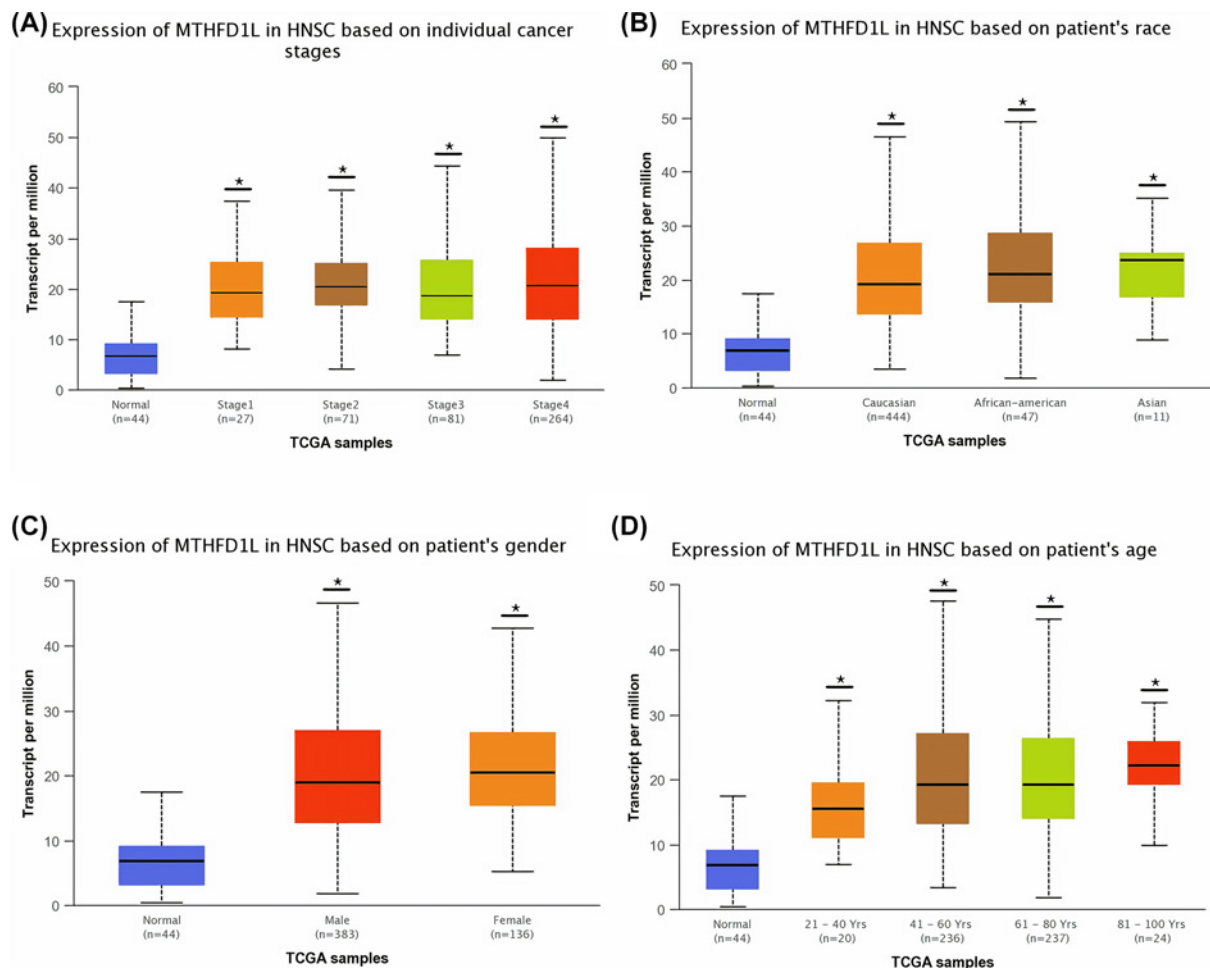 (A) Expression of MTHFD1L in HNSC based on individual cancer
stages
Transcript per million
60
50
40
30
20
10
0
* * * *
Normal Stage1 Stage2 Stage3 Stage4
(n=44) (n=27) (n=71) (n=81) (n=264)
TCGA samples
(B) Expression of MTHFD1L in HNSC based on patient's race
Transcript per million
60
50
40
30
20
10
0
* * *
Normal Caucasian African-american Asian
(n=44) (n=444) (n=47) (n=11)
TCGA samples
(C) Expression of MTHFD1L in HNSC based on patient's gender
Transcript per million
50
40
30
20
10
0
* *
Normal Male Female
(n=44) (n=383) (n=136)
TCGA samples
(D) Expression of MTHFD1L in HNSC based on patient's age
Transcript per million
50
40
30
20
10
0
* * * *
Normal 21 - 40 Yrs 41 - 60 Yrs 61 - 80 Yrs 81 - 100 Yrs
(n=44) (n=20) (n=236) (n=237) (n=24)
TCGA samples